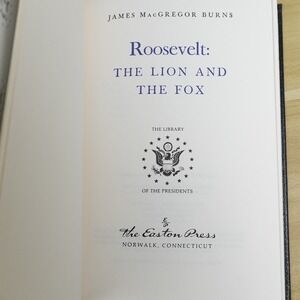 JAMES MACGREGOR BURNS
Roosevelt:
THE LION AND
THE FOX
THE LIBRARY
OF THE PRESIDENTS
The Easton Press
NORWALK, CONNECTICUT